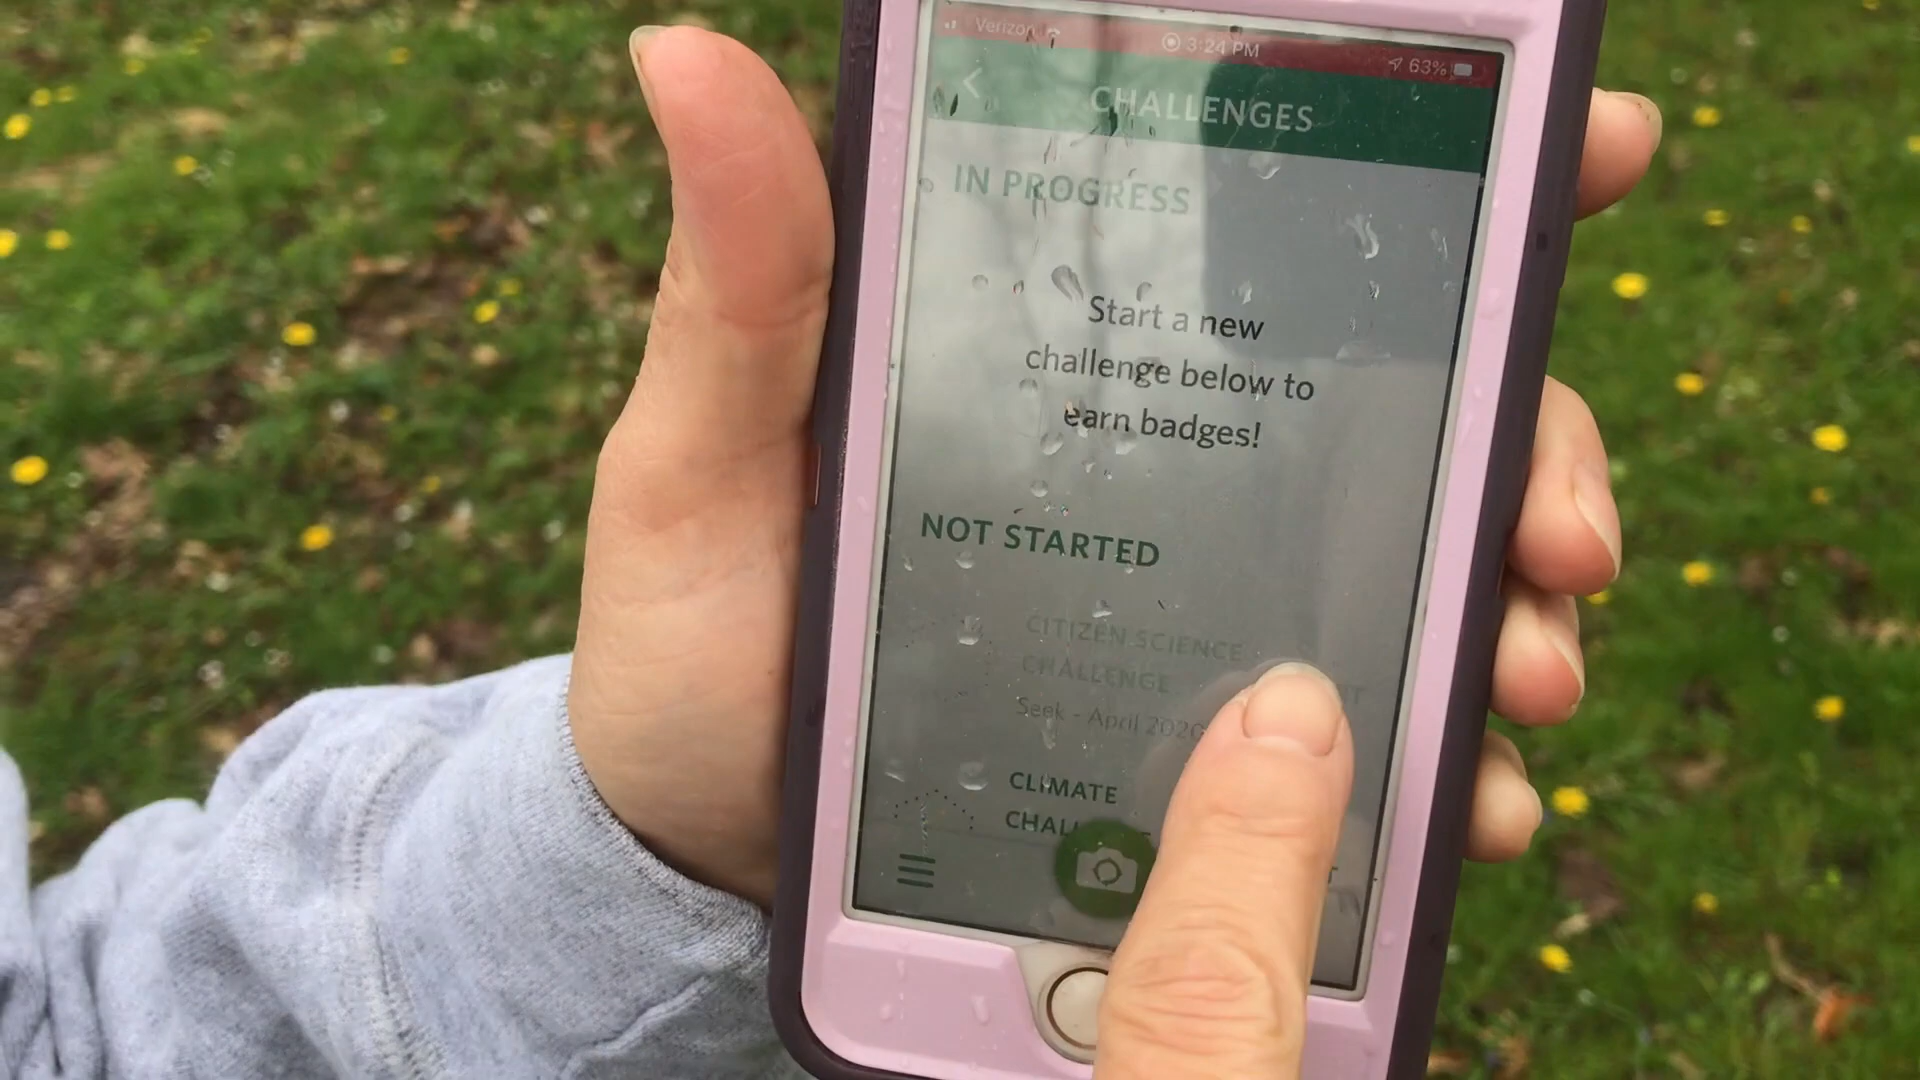 Verizon 3:24 PM 63%
CHALLENGES
IN PROGRESS
Start a new
challenge below to
earn badges!
NOT STARTED
CITIZEN SCIENCE
CHALLENGE
Seek - April 2020
CLIMATE